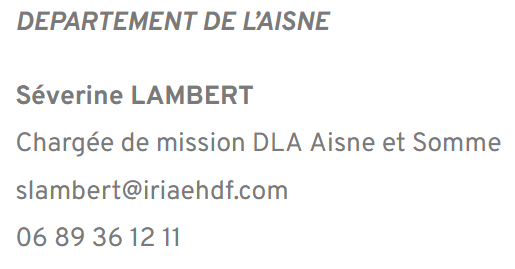 DEPARTEMENT DE L'AISNE
Séverine LAMBERT
Chargée de mission DLA Aisne et Somme
slambert@iriaehdf.com
06 89 36 12 11